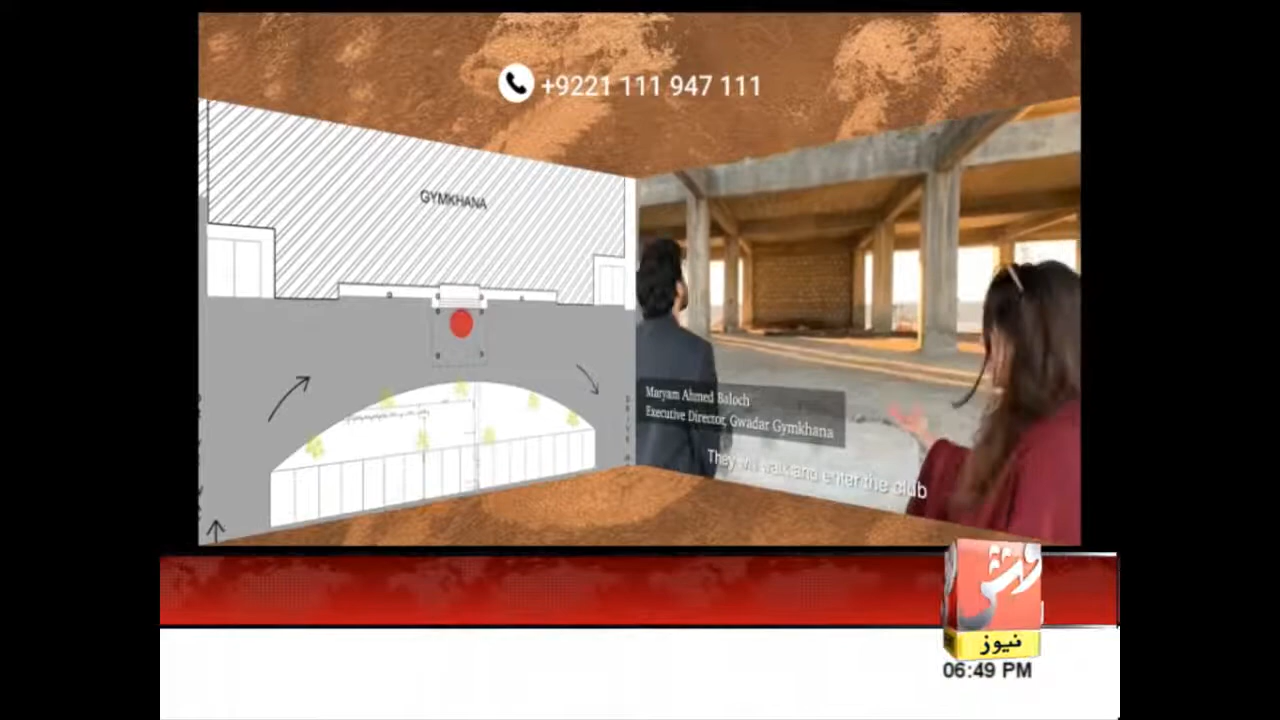 +9221 111 947 111
GYMKHANA
Maryam Ahmed Baloch
Executive Director, Gwadar Gymkhana
They walk and enter the club
وش
نیوز
06:49 PM